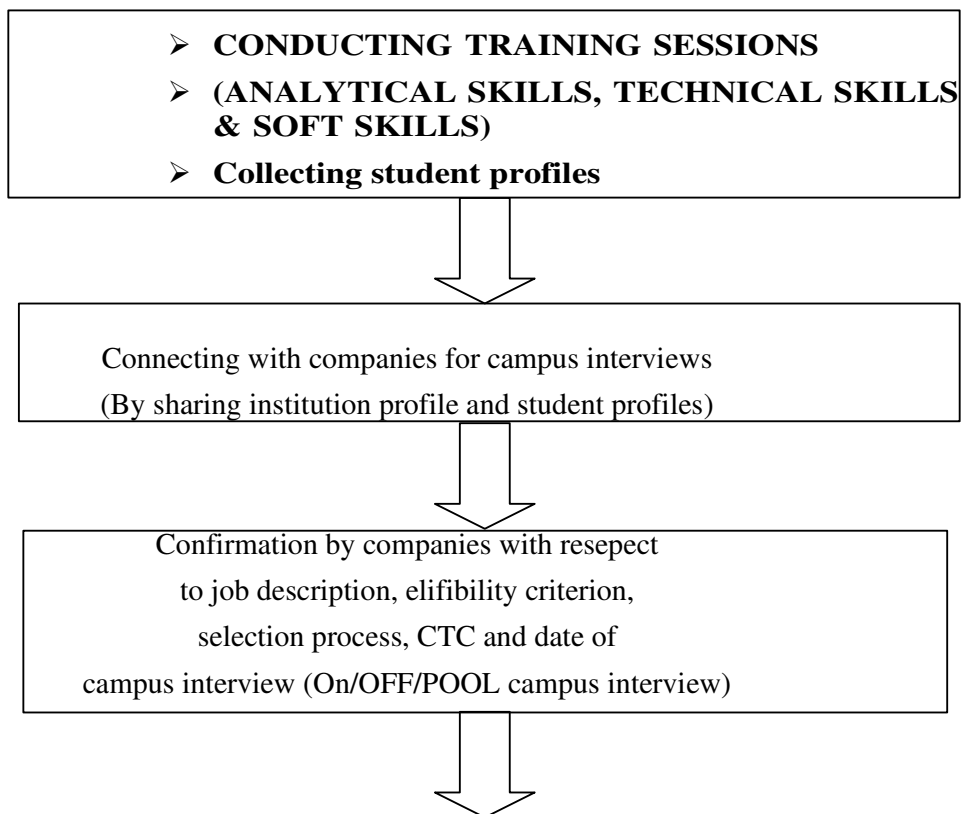 ➢ CONDUCTING TRAINING SESSIONS
➢ (ANALYTICAL SKILLS, TECHNICAL SKILLS
& SOFT SKILLS)
➢ Collecting student profiles
Connecting with companies for campus interviews
(By sharing institution profile and student profiles)
Confirmation by companies with resepect
to job description, elifibility criterion,
selection process, CTC and date of
campus interview (On/OFF/POOL campus interview)